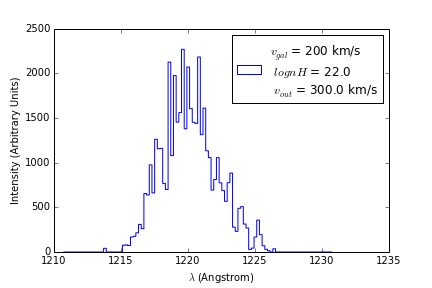 2500
2000
1500
1000
500
0
Intensity (Arbitrary Units)
v_gal = 200 km/s
lognH = 22.0
v_out = 300.0 km/s
1210 1215 1220 1225 1230 1235
λ (Angstrom)